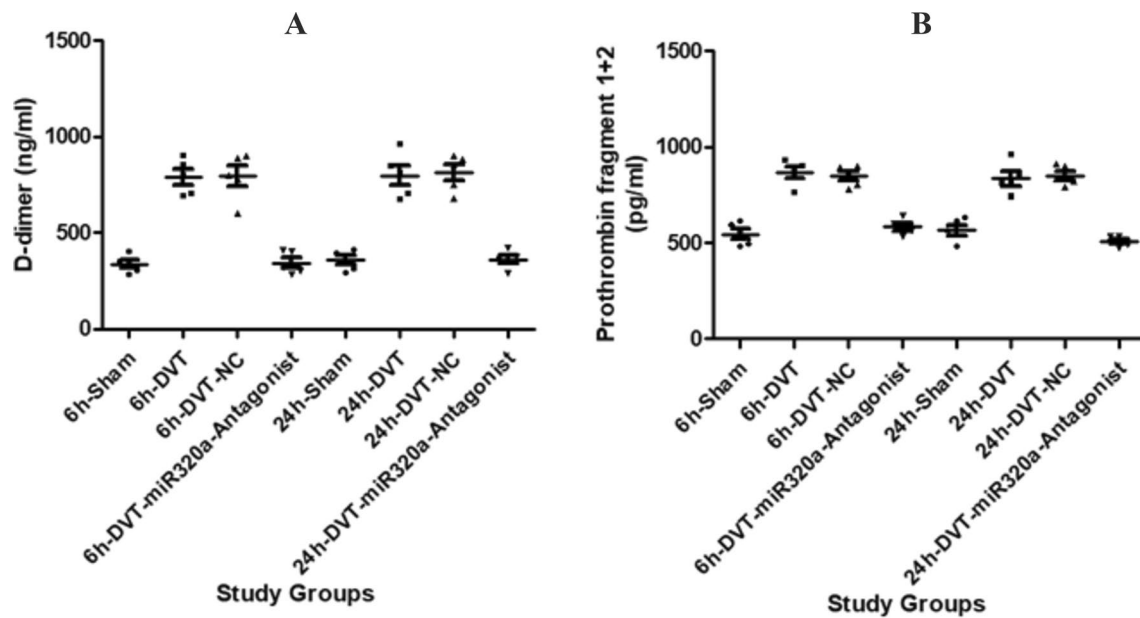 A
D-dimer (ng/ml)
1500
1000
500
0
6h-Sham
6h-DVT
6h-DVT-NC
6h-DVT-miR320a-Antagonist
24h-Sham
24h-DVT
24h-DVT-NC
24h-DVT-miR320a-Antagonist
Study Groups
B
Prothrombin fragment 1+2
(pg/ml)
1500
1000
500
0
6h-Sham
6h-DVT
6h-DVT-NC
6h-DVT-miR320a-Antagonist
24h-Sham
24h-DVT
24h-DVT-NC
24h-DVT-miR320a-Antagonist
Study Groups